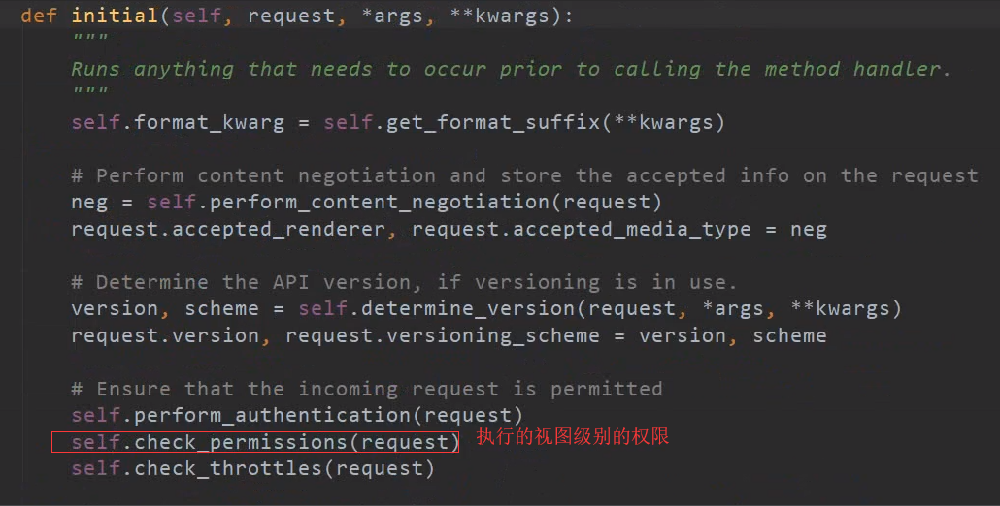 def initial(self, request, *args, **kwargs):
"""
Runs anything that needs to occur prior to calling the method handler.
"""
self.format_kwarg = self.get_format_suffix(**kwargs)
# Perform content negotiation and store the accepted info on the request
neg = self.perform_content_negotiation(request)
request.accepted_renderer, request.accepted_media_type = neg
# Determine the API version, if versioning is in use.
version, scheme = self.determine_version(request, *args, **kwargs)
request.version, request.versioning_scheme = version, scheme
# Ensure that the incoming request is permitted
self.perform_authentication(request)
self.check_permissions(request) 执行的视图级别的权限
self.check_throttles(request)